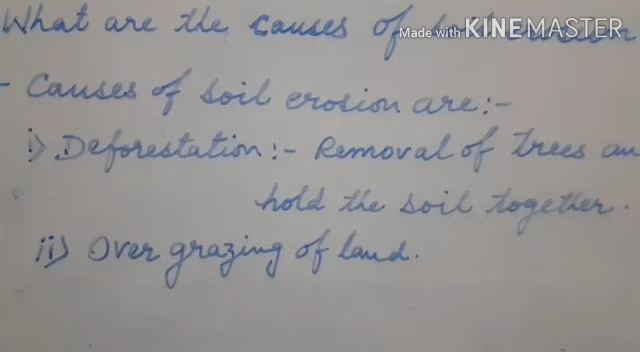 What are the causes of
Made with KINEMASTER
- Causes of soil erosion are :-
i) Deforestation :- Removal of trees an
hold the soil together.
ii) Over grazing of land.